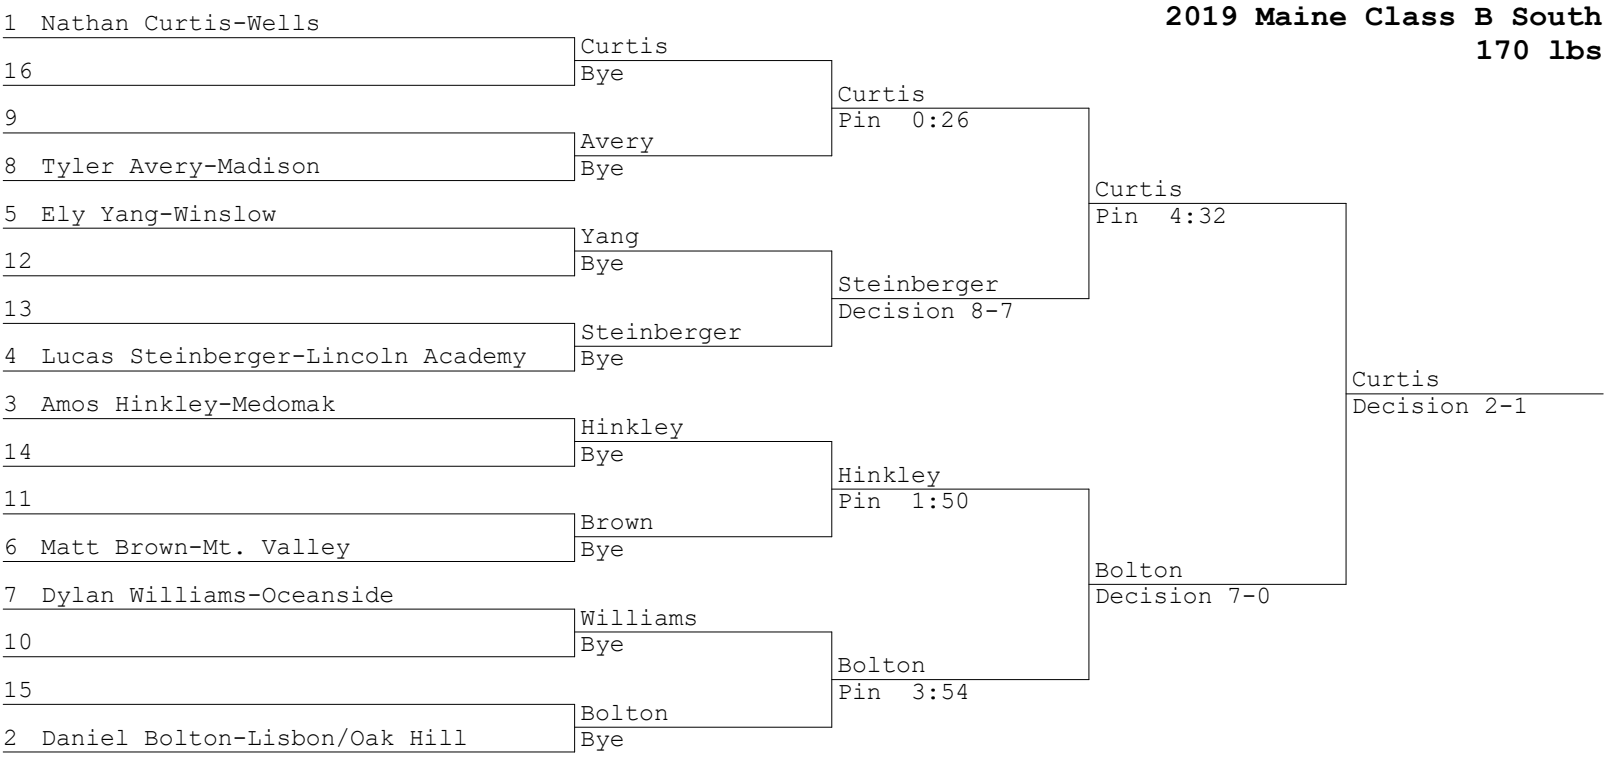 2019 Maine Class B South
170 lbs
1 Nathan Curtis-Wells
16
9
8 Tyler Avery-Madison
5 Ely Yang-Winslow
12
13
4 Lucas Steinberger-Lincoln Academy
3 Amos Hinkley-Medomak
14
11
6 Matt Brown-Mt. Valley
7 Dylan Williams-Oceanside
10
15
2 Daniel Bolton-Lisbon/Oak Hill
Curtis
Bye
Avery
Bye
Yang
Bye
Steinberger
Bye
Hinkley
Bye
Brown
Bye
Williams
Bye
Bolton
Bye
Curtis
Pin 0:26
Steinberger
Decision 8-7
Hinkley
Pin 1:50
Bolton
Pin 3:54
Curtis
Pin 4:32
Bolton
Decision 7-0
Curtis
Decision 2-1